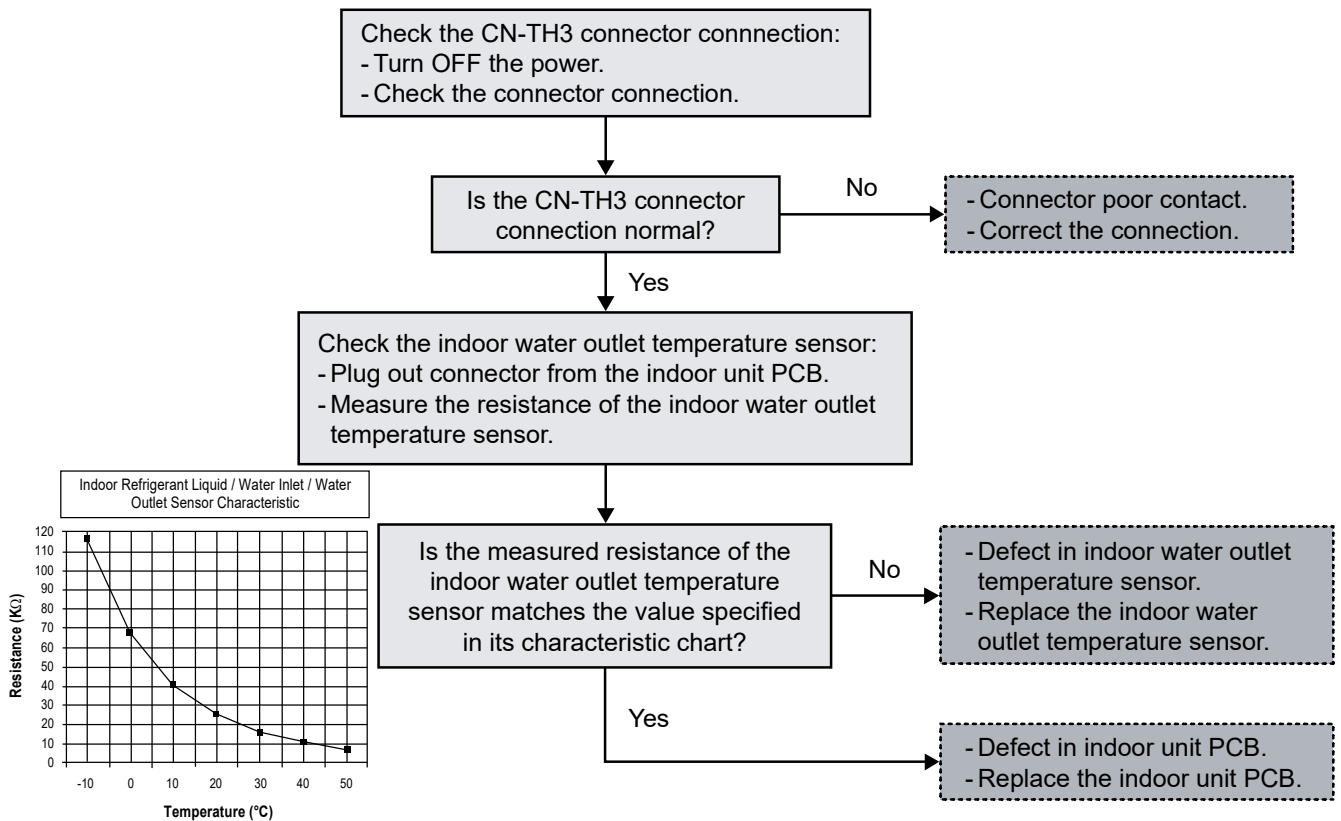 Check the CN-TH3 connector connnection:
- Turn OFF the power.
- Check the connector connection.
Is the CN-TH3 connector
connection normal?
No
- Connector poor contact.
- Correct the connection.
Yes
Check the indoor water outlet temperature sensor:
- Plug out connector from the indoor unit PCB.
- Measure the resistance of the indoor water outlet
temperature sensor.
Indoor Refrigerant Liquid / Water Inlet / Water
Outlet Sensor Characteristic
Resistance (KΩ)
120
110
100
90
80
70
60
50
40
30
20
10
0
-10 0 10 20 30 40 50
Temperature (°C)
Is the measured resistance of the
indoor water outlet temperature
sensor matches the value specified
in its characteristic chart?
No
- Defect in indoor water outlet
temperature sensor.
- Replace the indoor water
outlet temperature sensor.
Yes
- Defect in indoor unit PCB.
- Replace the indoor unit PCB.